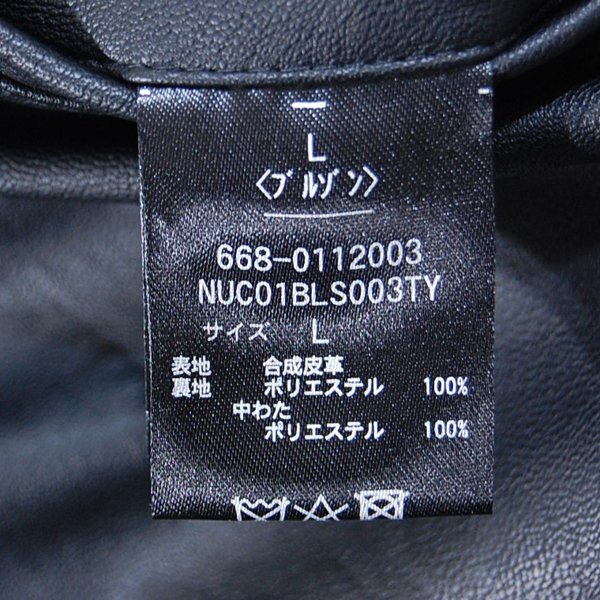 L
〈ブルゾン〉
668-0112003
NUC01BLS003TY
サイズ L
表地 合成皮革
裏地 ポリエステル 100%
中わた
ポリエステル 100%